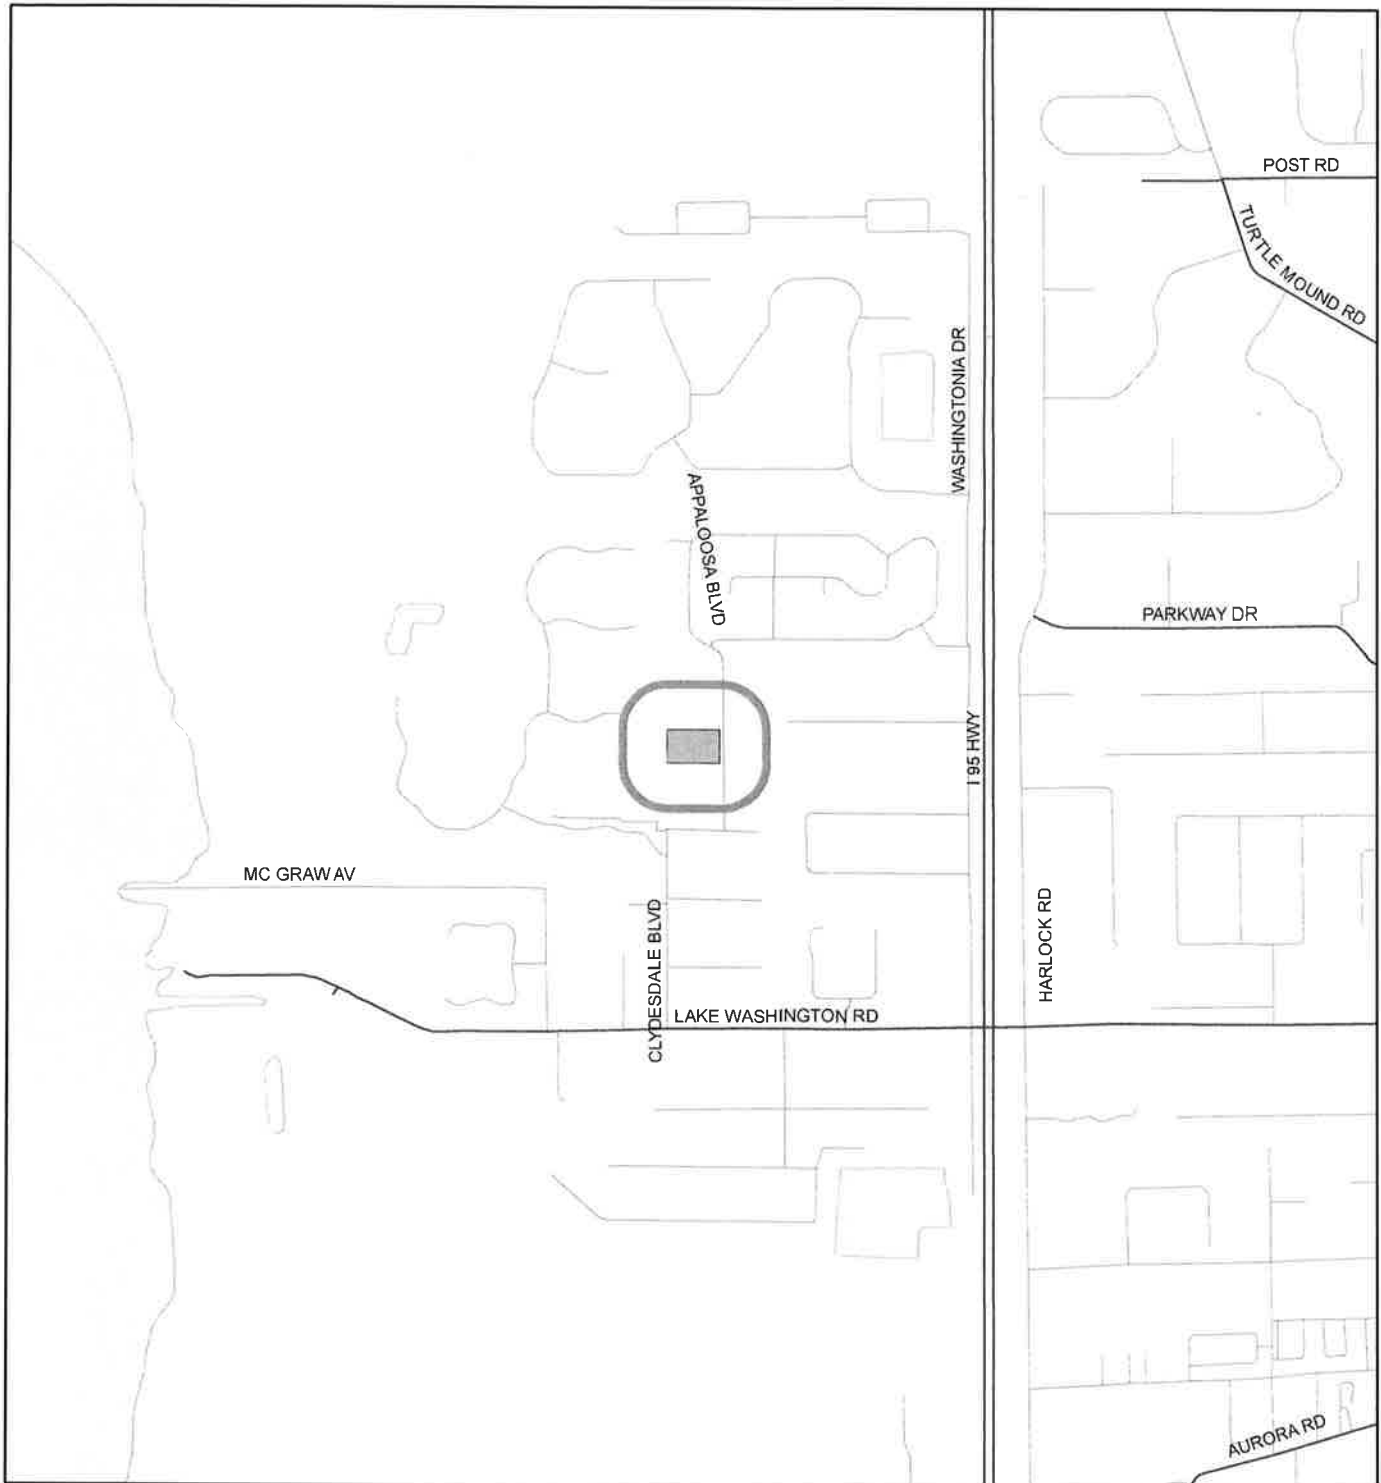 POST RD
TURTLE MOUND RD
WASHINGTONIA DR
APPALOOSA BLVD
PARKWAY DR
I 95 HWY
MC GRAW AV
CLYDESDALE BLVD
HARLOCK RD
LAKE WASHINGTON RD
AURORA RD